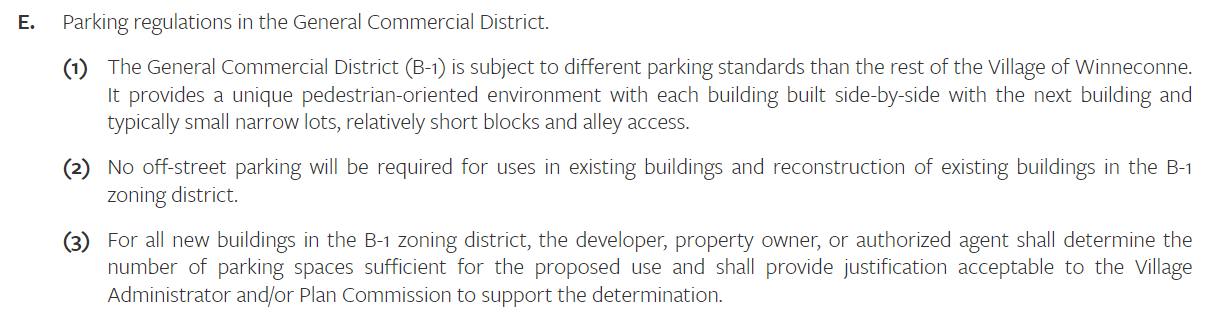 E. Parking regulations in the General Commercial District.
(1) The General Commercial District (B-1) is subject to different parking standards than the rest of the Village of Winneconne.
It provides a unique pedestrian-oriented environment with each building built side-by-side with the next building and
typically small narrow lots, relatively short blocks and alley access.
(2) No off-street parking will be required for uses in existing buildings and reconstruction of existing buildings in the B-1
zoning district.
(3) For all new buildings in the B-1 zoning district, the developer, property owner, or authorized agent shall determine the
number of parking spaces sufficient for the proposed use and shall provide justification acceptable to the Village
Administrator and/or Plan Commission to support the determination.